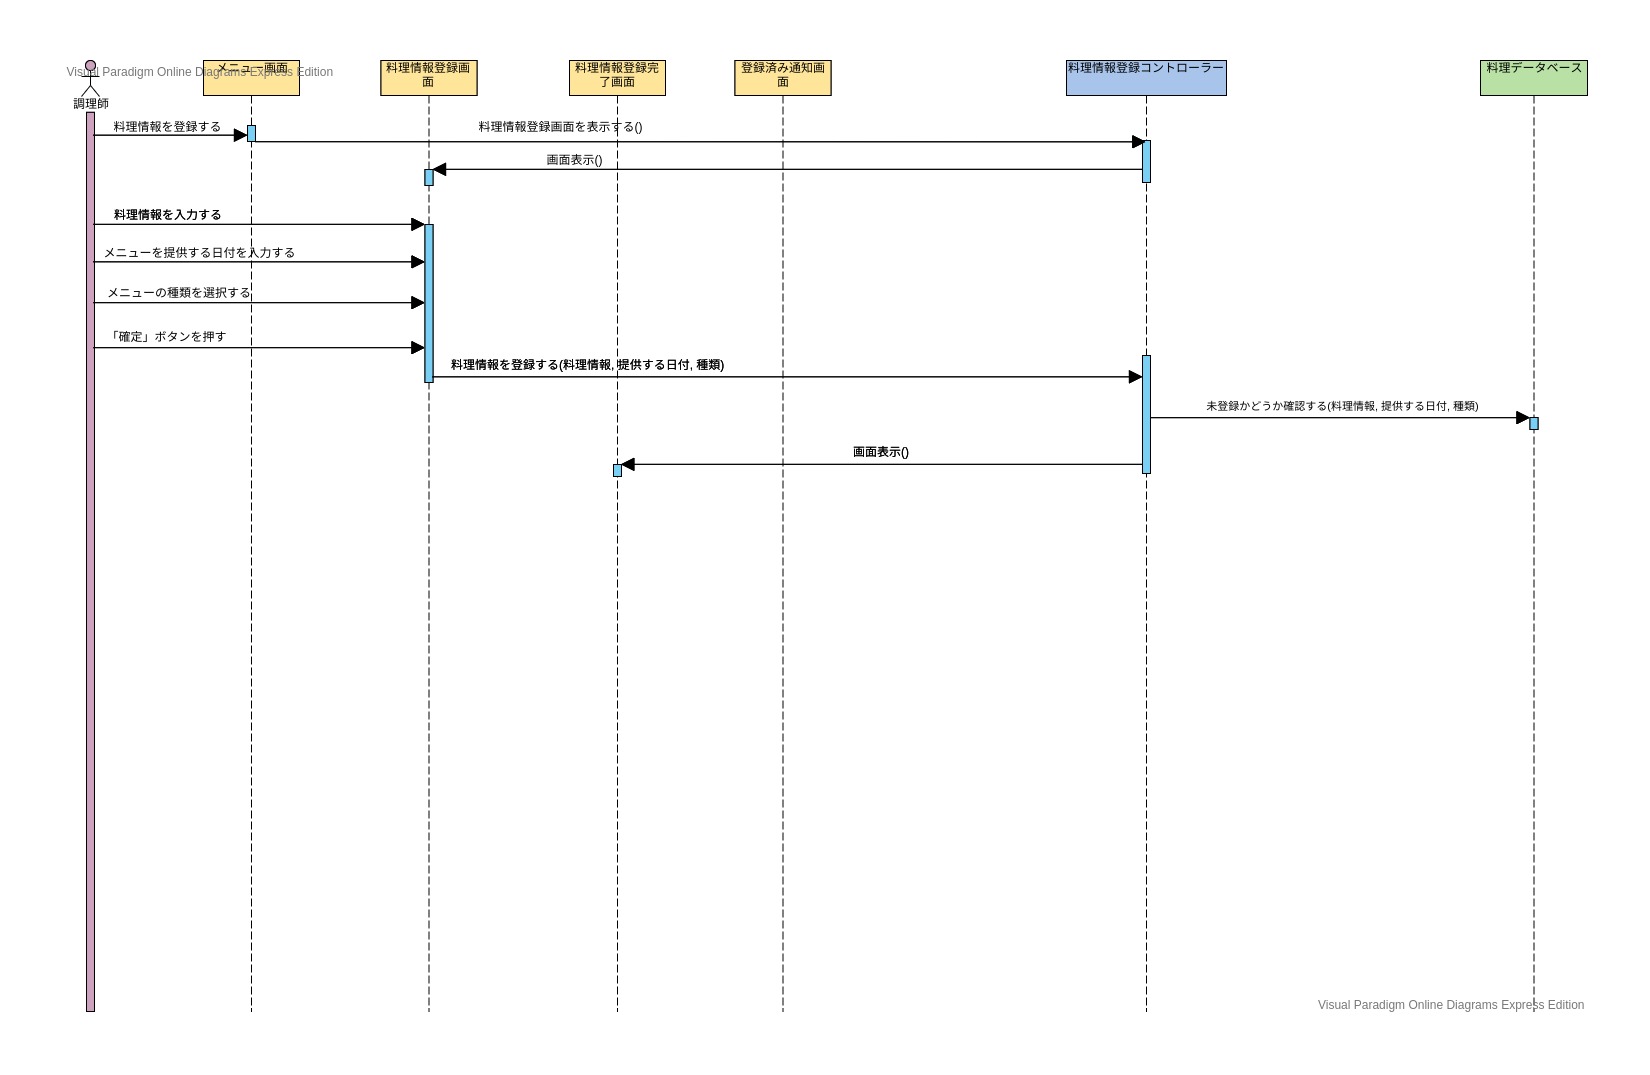 Visual Paradigm Online Diagrams Express Edition
調理師
メニュー画面
料理情報登録画
面
料理情報登録完
了画面
登録済み通知画
面
料理情報登録コントローラー
料理データベース
料理情報を登録する
料理情報登録画面を表示する()
画面表示()
料理情報を入力する
メニューを提供する日付を入力する
メニューの種類を選択する
「確定」ボタンを押す
料理情報を登録する(料理情報, 提供する日付, 種類)
未登録かどうか確認する(料理情報, 提供する日付, 種類)
画面表示()
Visual Paradigm Online Diagrams Express Edition